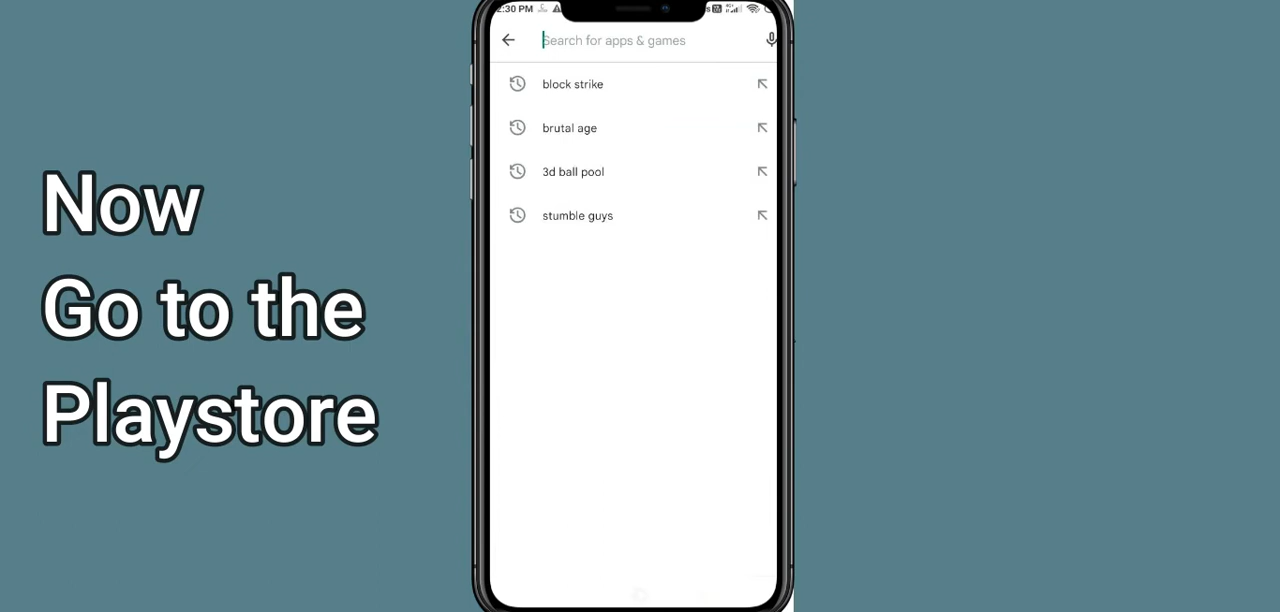 Now
Go to the
Playstore
2:30 PM
Search for apps & games
block strike
brutal age
3d ball pool
stumble guys